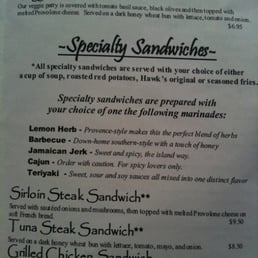 Our veggie patty is covered with tomato basil sauce, black olives and then topped with
melted Provolone cheese. Served on a dark honey wheat bun with lettuce, tomato and onion.
$6.95
~Specialty Sandwiches~
*All specialty sandwiches are served with your choice of either
a cup of soup, roasted red potatoes, Hawk's original or seasoned fries.
Specialty sandwiches are prepared with
your choice of one the following marinades:
Lemon Herb - Provence-style makes this the perfect blend of herbs
Barbecue - Down-home southern-style with a touch of honey
Jamaican Jerk - Sweet and spicy, the island way.
Cajun - Order with caution. For spicy lovers only.
Teriyaki - Sweet, sour and soy sauces all mixed into one distinct flavor
Sirloin Steak Sandwich**
Served with sauteed onions and mushrooms, then topped with melted Provolone cheese on
soft French bread. $9.50
Tuna Steak Sandwich**
Served on a dark honey wheat bun with lettuce, tomato, mayo, and onion. $8.50
Grilled Chicken Sandwich